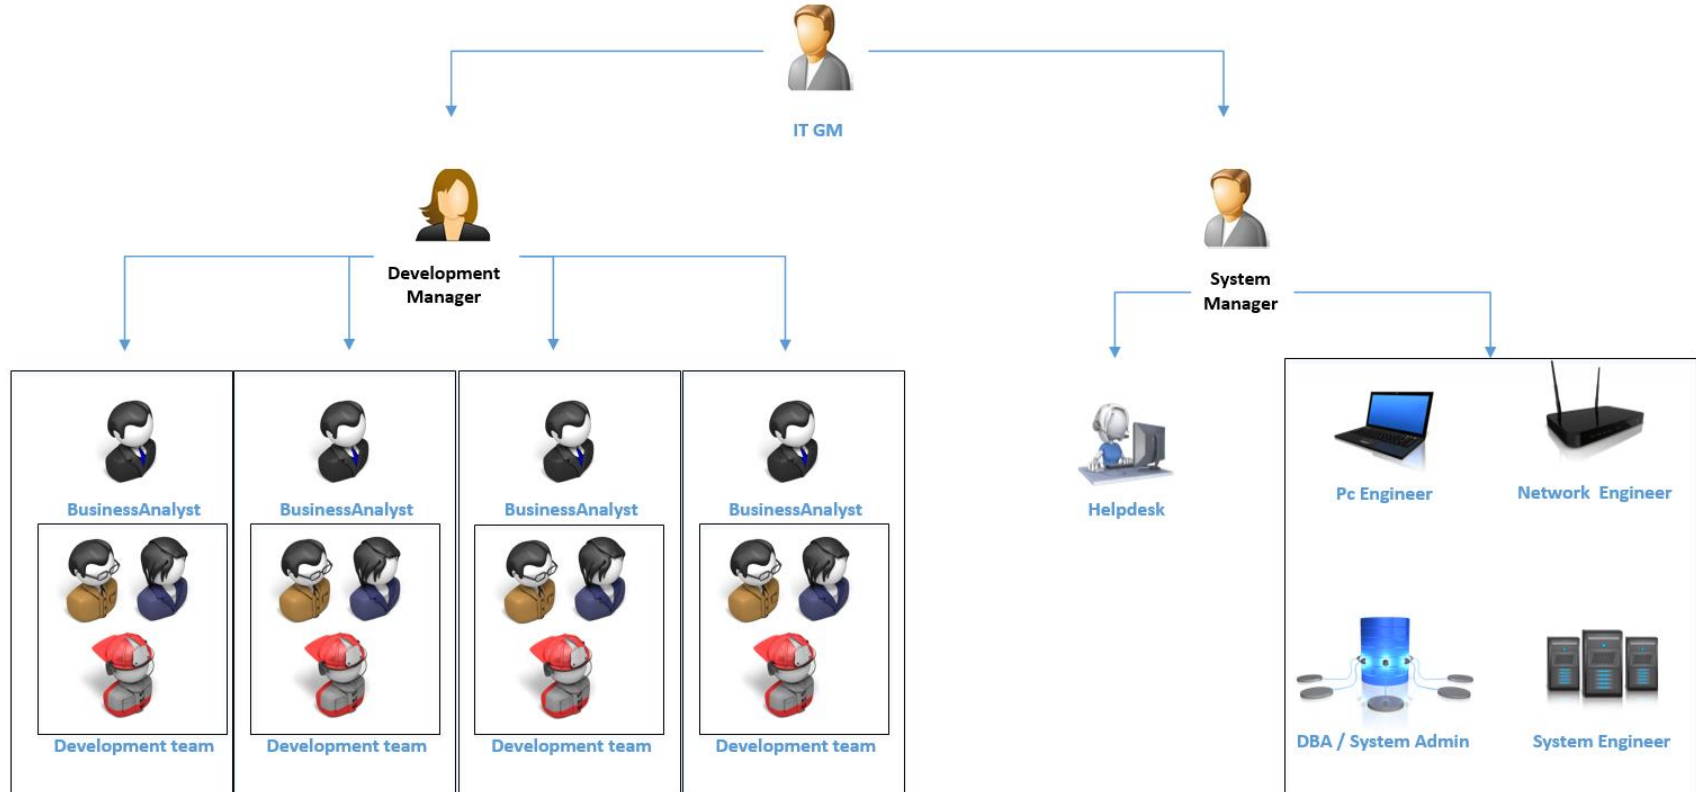 IT GM
Development
Manager
System
Manager
BusinessAnalyst
BusinessAnalyst
BusinessAnalyst
BusinessAnalyst
Helpdesk
Pc Engineer
Network Engineer
Development team
Development team
Development team
Development team
DBA / System Admin
System Engineer